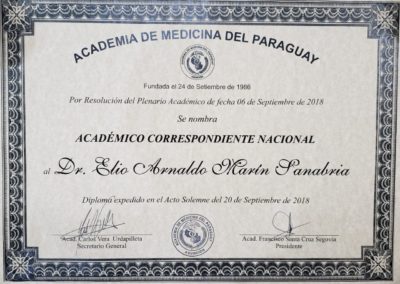 ACADEMIA DE MEDICINA DEL PARAGUAY
Fundada el 24 de Setiembre de 1966
Por Resolución del Plenario Académico de fecha 06 de Septiembre de 2018
Se nombra
ACADÉMICO CORRESPONDIENTE NACIONAL
al Dr. Elio Arnaldo Marín Sanabria
Diploma expedido en el Acto Solemne del 20 de Septiembre de 2018
Acad. Carlos Vera Urdapilleta
Secretario General
Acad. Francisco Santa Cruz Segovia
Presidente